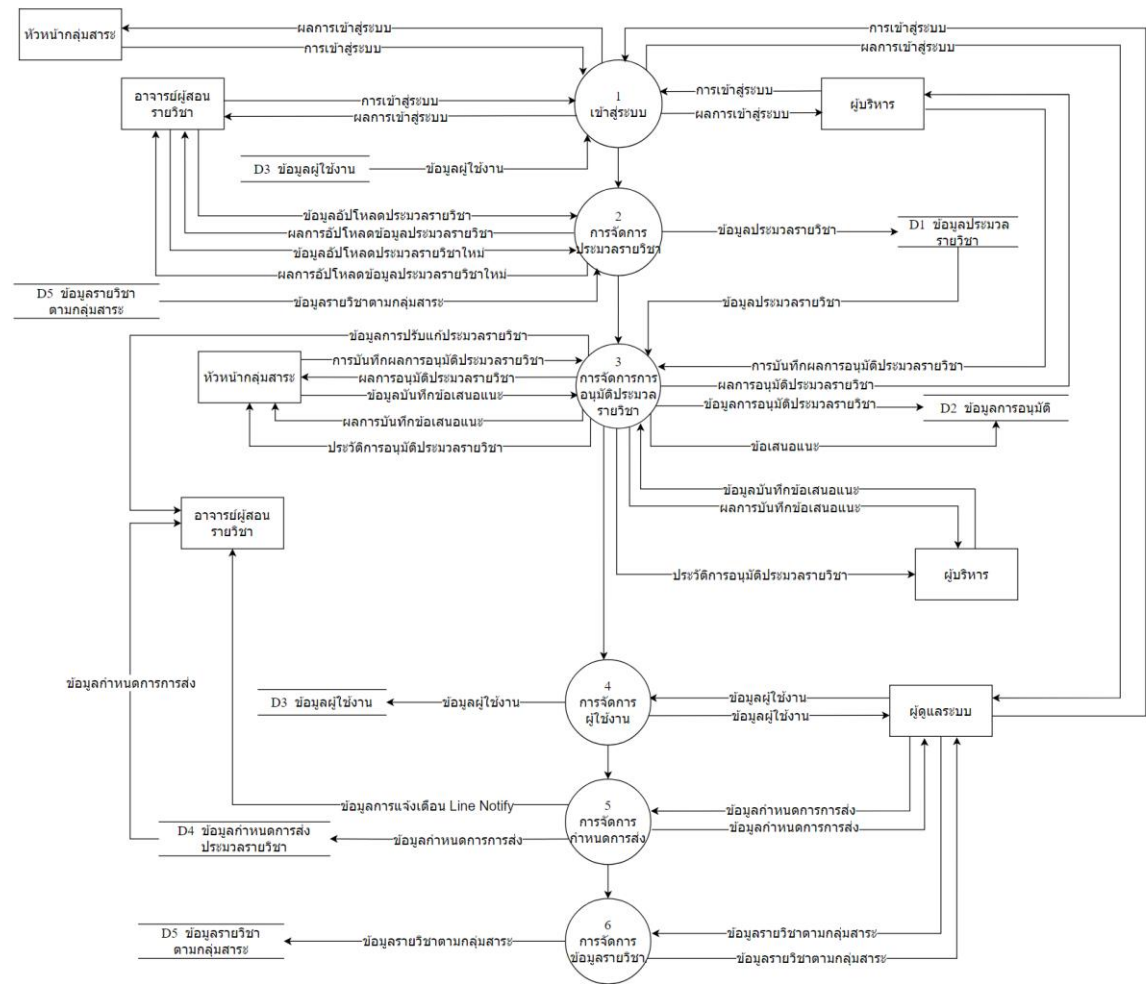 การเข้าสู่ระบบ
ผลการเข้าสู่ระบบ
หัวหน้ากลุ่มสาระ
ผลการเข้าสู่ระบบ
การเข้าสู่ระบบ
อาจารย์ผู้สอน
รายวิชา
การเข้าสู่ระบบ
ผลการเข้าสู่ระบบ
1
เข้าสู่ระบบ
การเข้าสู่ระบบ
ผลการเข้าสู่ระบบ
ผู้บริหาร
D3 ข้อมูลผู้ใช้งาน
ข้อมูลผู้ใช้งาน
ข้อมูลอัปโหลดประมวลรายวิชา
ผลการอัปโหลดข้อมูลประมวลรายวิชา
ข้อมูลอัปโหลดประมวลรายวิชาใหม่
ผลการอัปโหลดข้อมูลประมวลรายวิชาใหม่
2
การจัดการ
ประมวลรายวิชา
ข้อมูลประมวลรายวิชา
D1 ข้อมูลประมวล
รายวิชา
D5 ข้อมูลรายวิชา
ตามกลุ่มสาระ
ข้อมูลรายวิชาตามกลุ่มสาระ
ข้อมูลประมวลรายวิชา
ข้อมูลการปรับแก้ประมวลรายวิชา
หัวหน้ากลุ่มสาระ
การบันทึกผลการอนุมัติประมวลรายวิชา
ผลการอนุมัติประมวลรายวิชา
ข้อมูลบันทึกข้อเสนอแนะ
ผลการบันทึกข้อเสนอแนะ
ประวัติการอนุมัติประมวลรายวิชา
3
การจัดการการ
อนุมัติประมวล
รายวิชา
การบันทึกผลการอนุมัติประมวลรายวิชา
ผลการอนุมัติประมวลรายวิชา
ข้อมูลการอนุมัติประมวลรายวิชา
D2 ข้อมูลการอนุมัติ
ข้อเสนอแนะ
ข้อมูลบันทึกข้อเสนอแนะ
ผลการบันทึกข้อเสนอแนะ
อาจารย์ผู้สอน
รายวิชา
ประวัติการอนุมัติประมวลรายวิชา
ผู้บริหาร
ข้อมูลกำหนดการการส่ง
D3 ข้อมูลผู้ใช้งาน
ข้อมูลผู้ใช้งาน
4
การจัดการ
ผู้ใช้งาน
ข้อมูลผู้ใช้งาน
ข้อมูลผู้ใช้งาน
ผู้ดูแลระบบ
ข้อมูลการแจ้งเตือน Line Notify
D4 ข้อมูลกำหนดการส่ง
ประมวลรายวิชา
ข้อมูลกำหนดการการส่ง
5
การจัดการ
กำหนดการส่ง
ข้อมูลกำหนดการการส่ง
ข้อมูลกำหนดการการส่ง
D5 ข้อมูลรายวิชา
ตามกลุ่มสาระ
ข้อมูลรายวิชาตามกลุ่มสาระ
6
การจัดการ
ข้อมูลรายวิชา
ข้อมูลรายวิชาตามกลุ่มสาระ
ข้อมูลรายวิชาตามกลุ่มสาระ